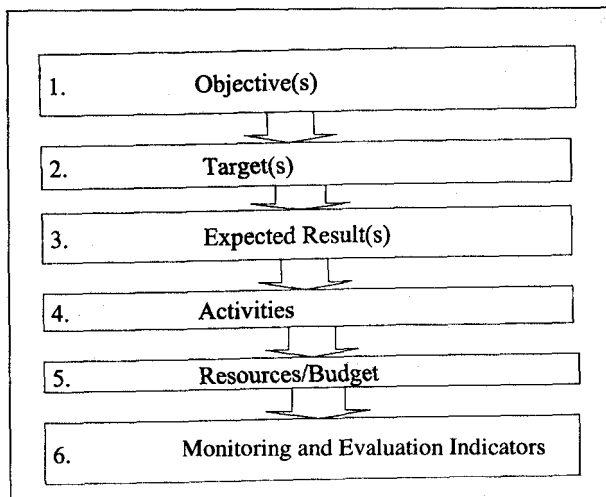 1. Objective(s)
2. Target(s)
3. Expected Result(s)
4. Activities
5. Resources/Budget
6. Monitoring and Evaluation Indicators